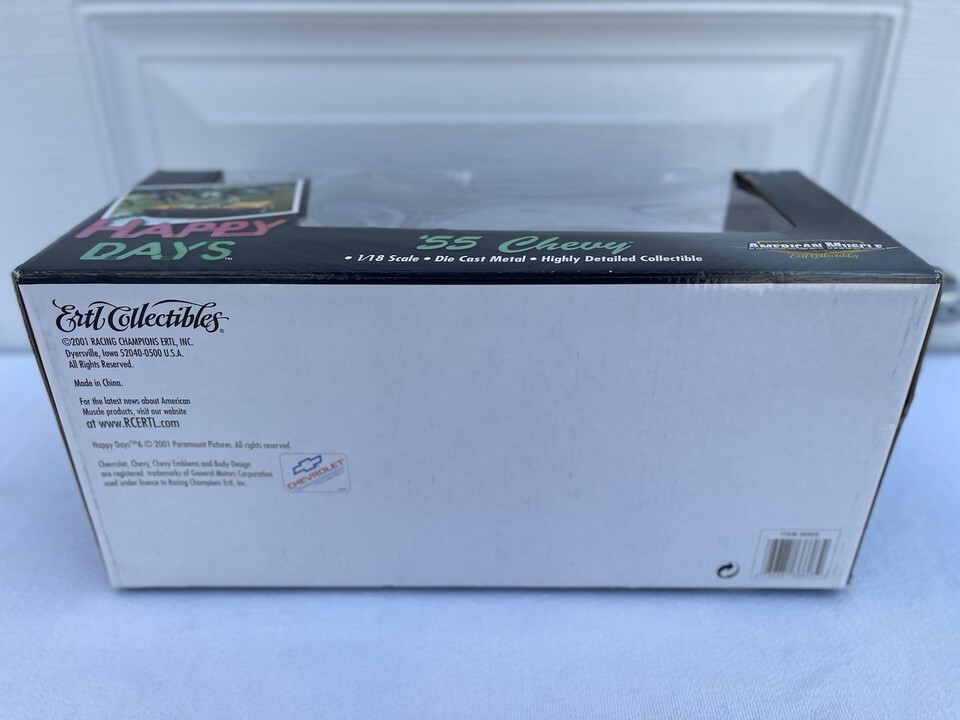 HAPPY
DAYS™
'55 Chevy
• 1/18 Scale • Die Cast Metal • Highly Detailed Collectible
AMERICAN MUSCLE
Ertl Collectibles
Ertl Collectibles®
©2001 RACING CHAMPIONS ERTL, INC.
Dyersville, Iowa 52040-0500 U.S.A.
All Rights Reserved.
Made in China.
For the latest news about American
Muscle products, visit our website
at www.RCERTL.com
Happy Days™& © 2001 Paramount Pictures. All rights reserved.
Chevrolet, Chevy, Chevy Emblems and Body Design
are registered trademarks of General Motors Corporation
used under license to Racing Champions Ertl, Inc.
CHEVROLET
ITEM